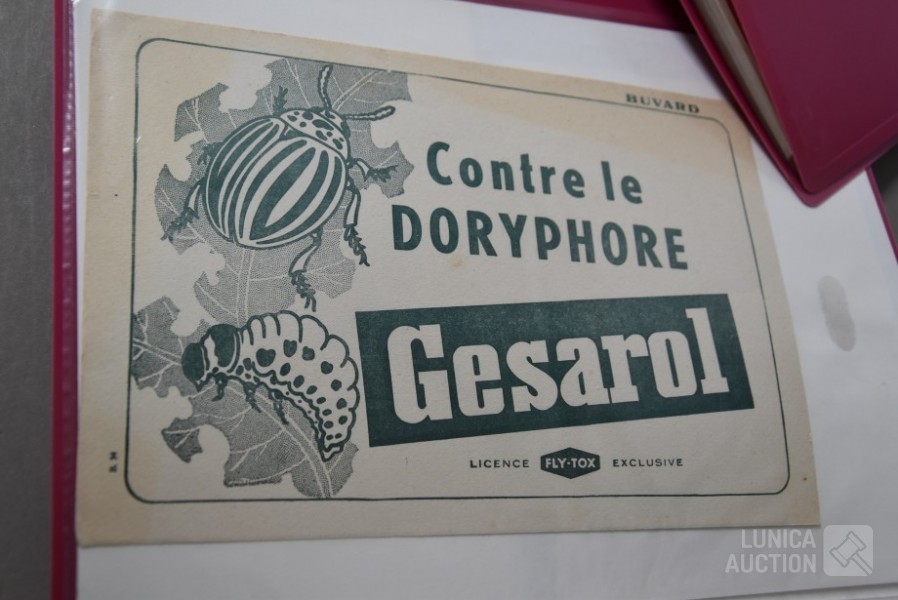 BUVARD
Contre le
DORYPHORE
Gesarol
LICENCE FLY-TOX EXCLUSIVE
LUNICA
AUCTION